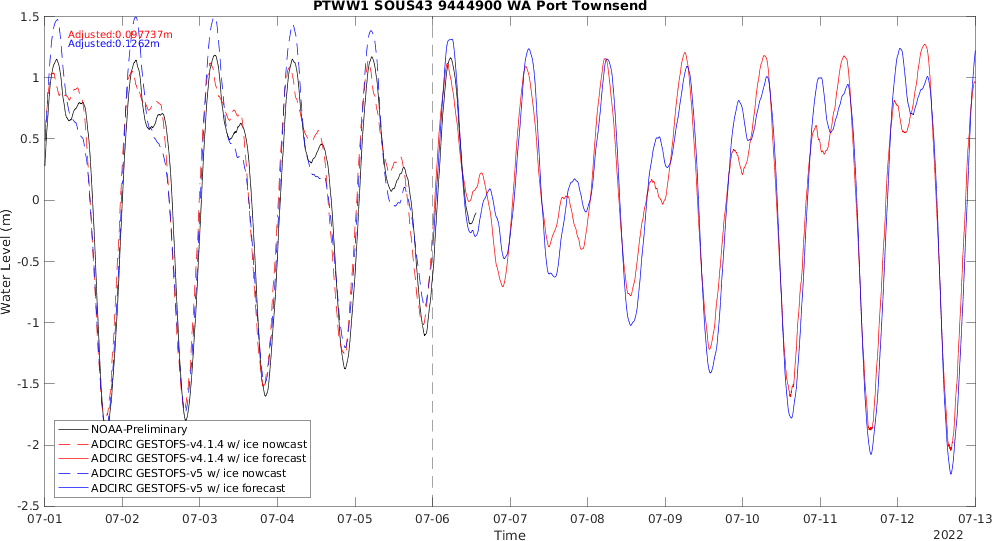 PTWW1 SOUS43 9444900 WA Port Townsend
Adjusted:0.097737m
Adjusted:0.1262m
Water Level (m)
1.5
1
0.5
0
-0.5
-1
-1.5
-2
-2.5
NOAA-Preliminary
ADCIRC GESTOFS-v4.1.4 w/ ice nowcast
ADCIRC GESTOFS-v4.1.4 w/ ice forecast
ADCIRC GESTOFS-v5 w/ ice nowcast
ADCIRC GESTOFS-v5 w/ ice forecast
07-01 07-02 07-03 07-04 07-05 07-06 07-07 07-08 07-09 07-10 07-11 07-12 07-13
Time
2022